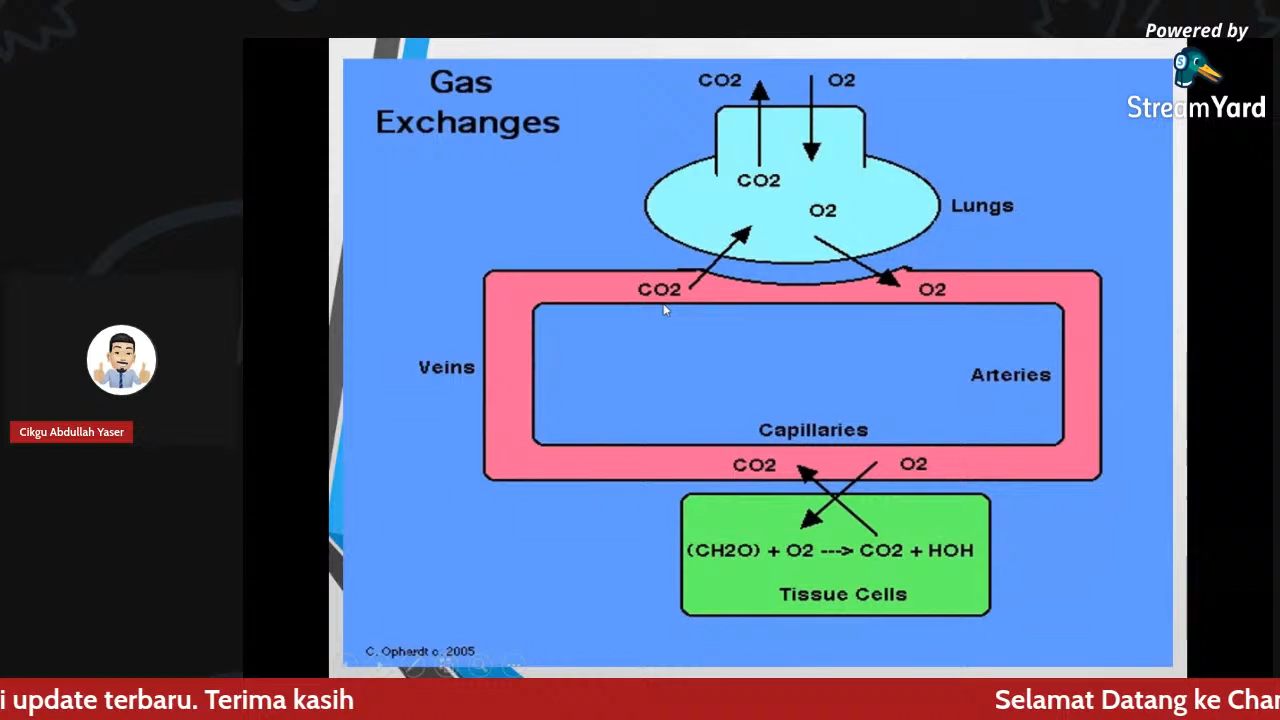 Powered by
StreamYard
Gas
Exchanges
CO2
O2
CO2
O2
Lungs
CO2
O2
Veins
Arteries
Capillaries
CO2
O2
(CH2O) + O2 ---> CO2 + HOH
Tissue Cells
C. Ophardt c. 2005
Cikgu Abdullah Yaser
i update terbaru. Terima kasih
Selamat Datang ke Char